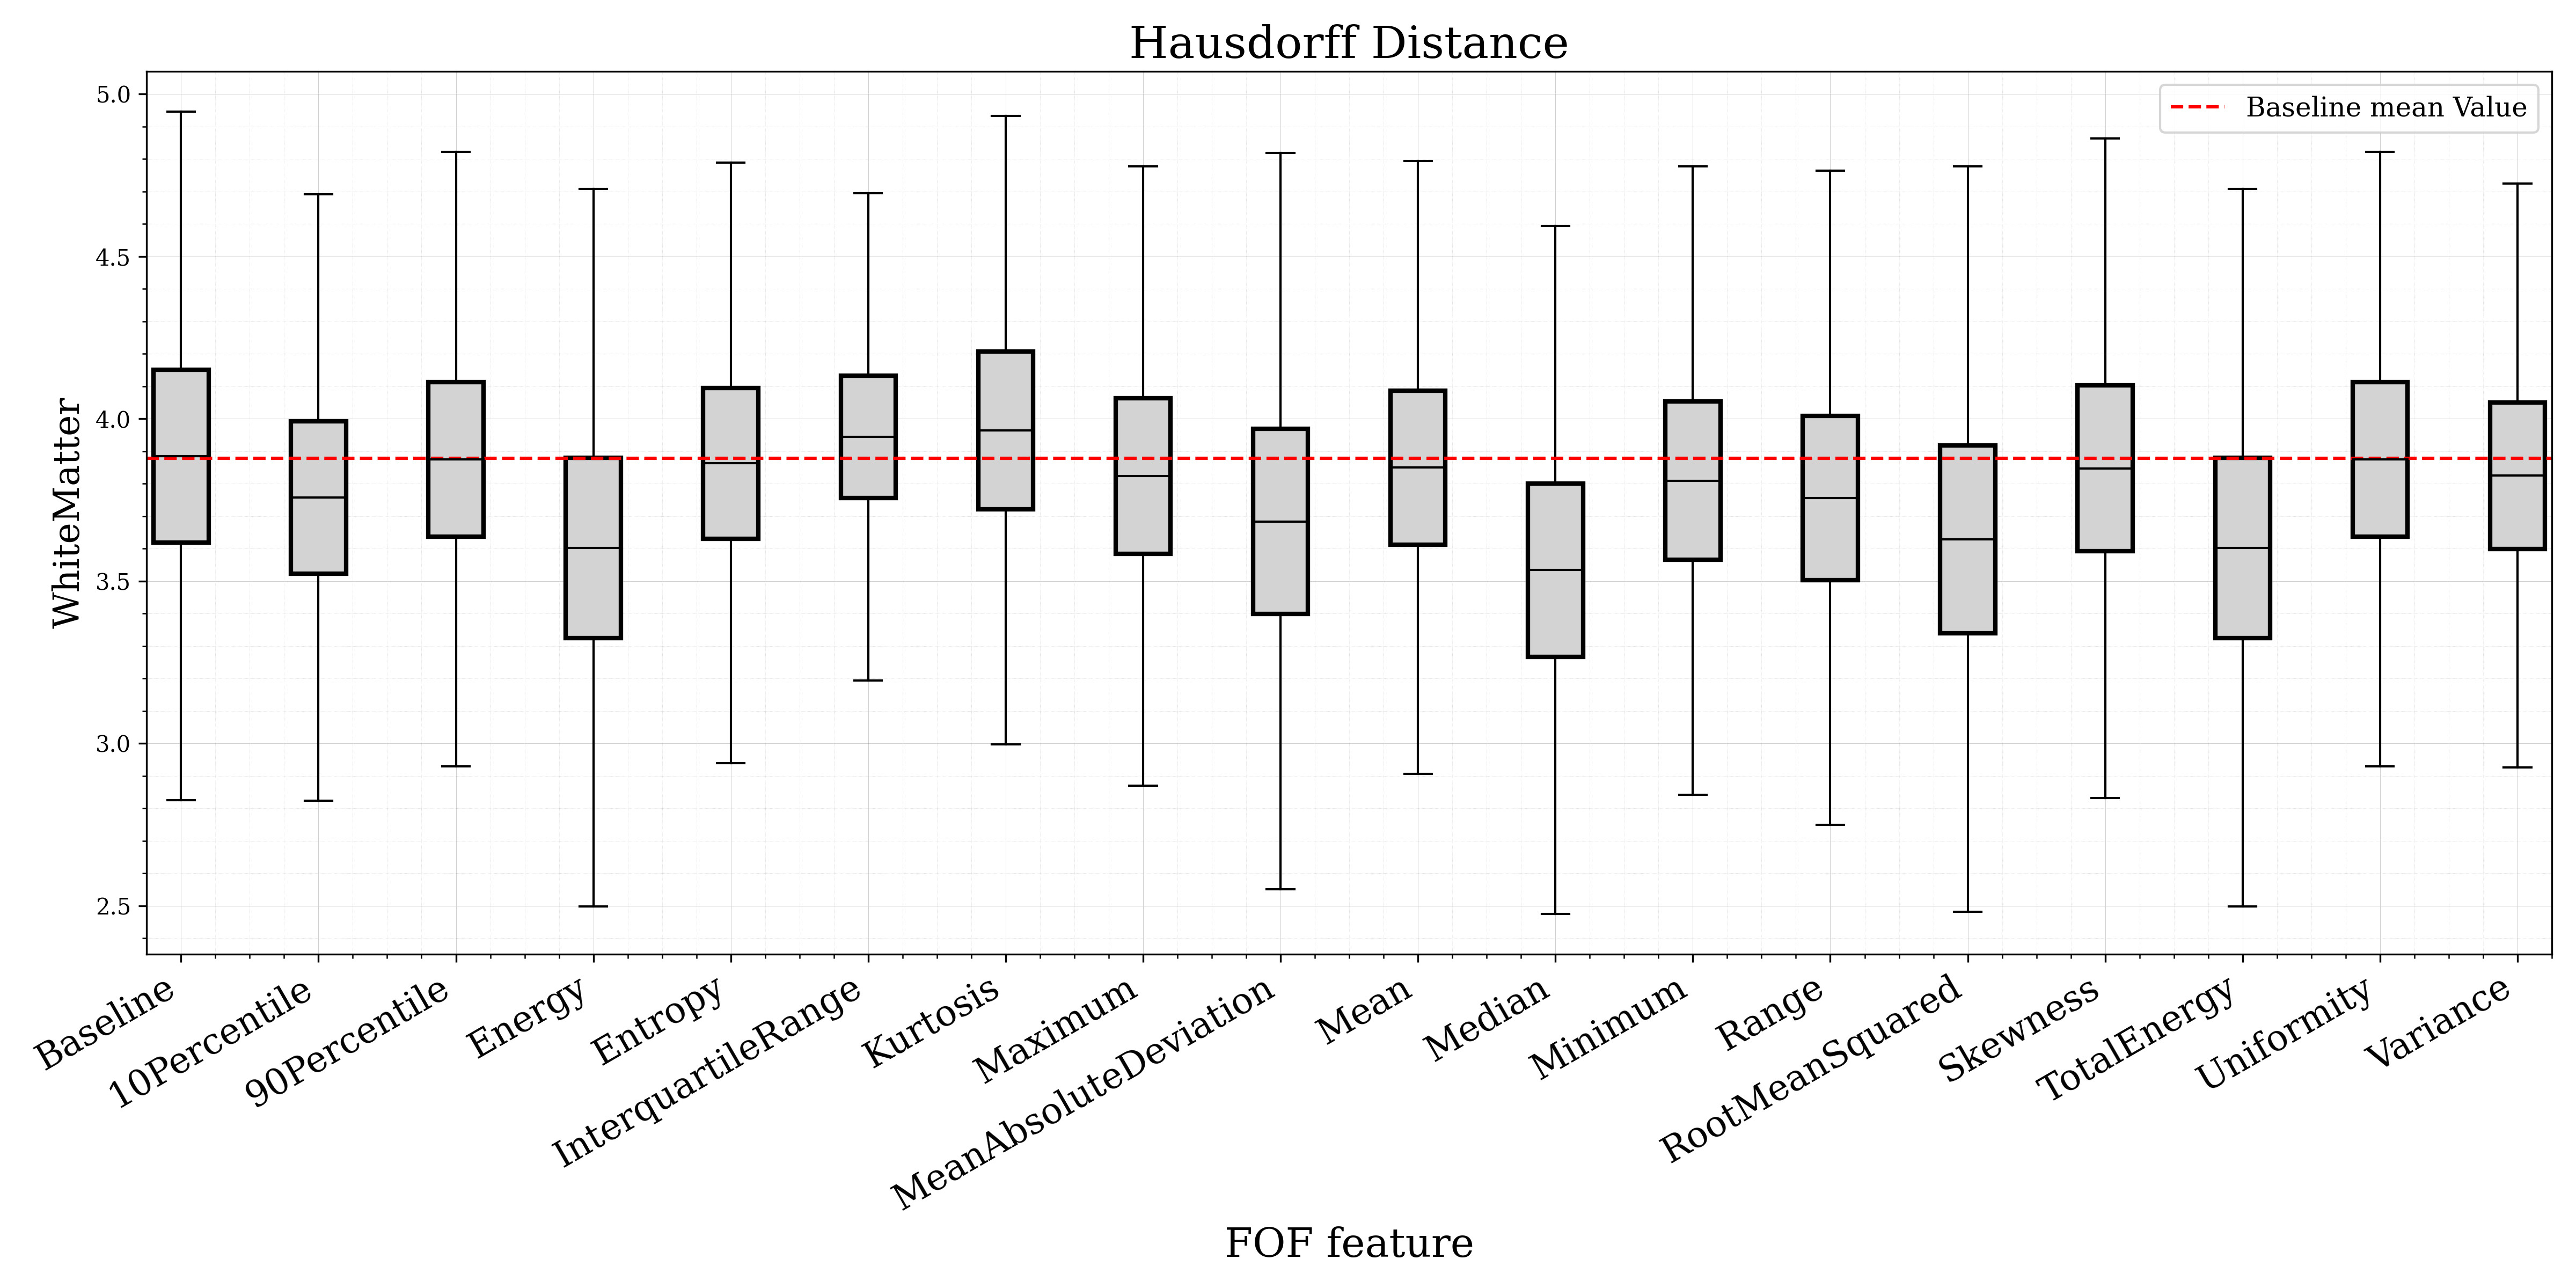 Hausdorff Distance
Baseline mean Value
WhiteMatter
5.0
4.5
4.0
3.5
3.0
2.5
Baseline
10Percentile
90Percentile
Energy
Entropy
InterquartileRange
Kurtosis
Maximum
MeanAbsoluteDeviation
Mean
Median
Minimum
Range
RootMeanSquared
Skewness
TotalEnergy
Uniformity
Variance
FOF feature